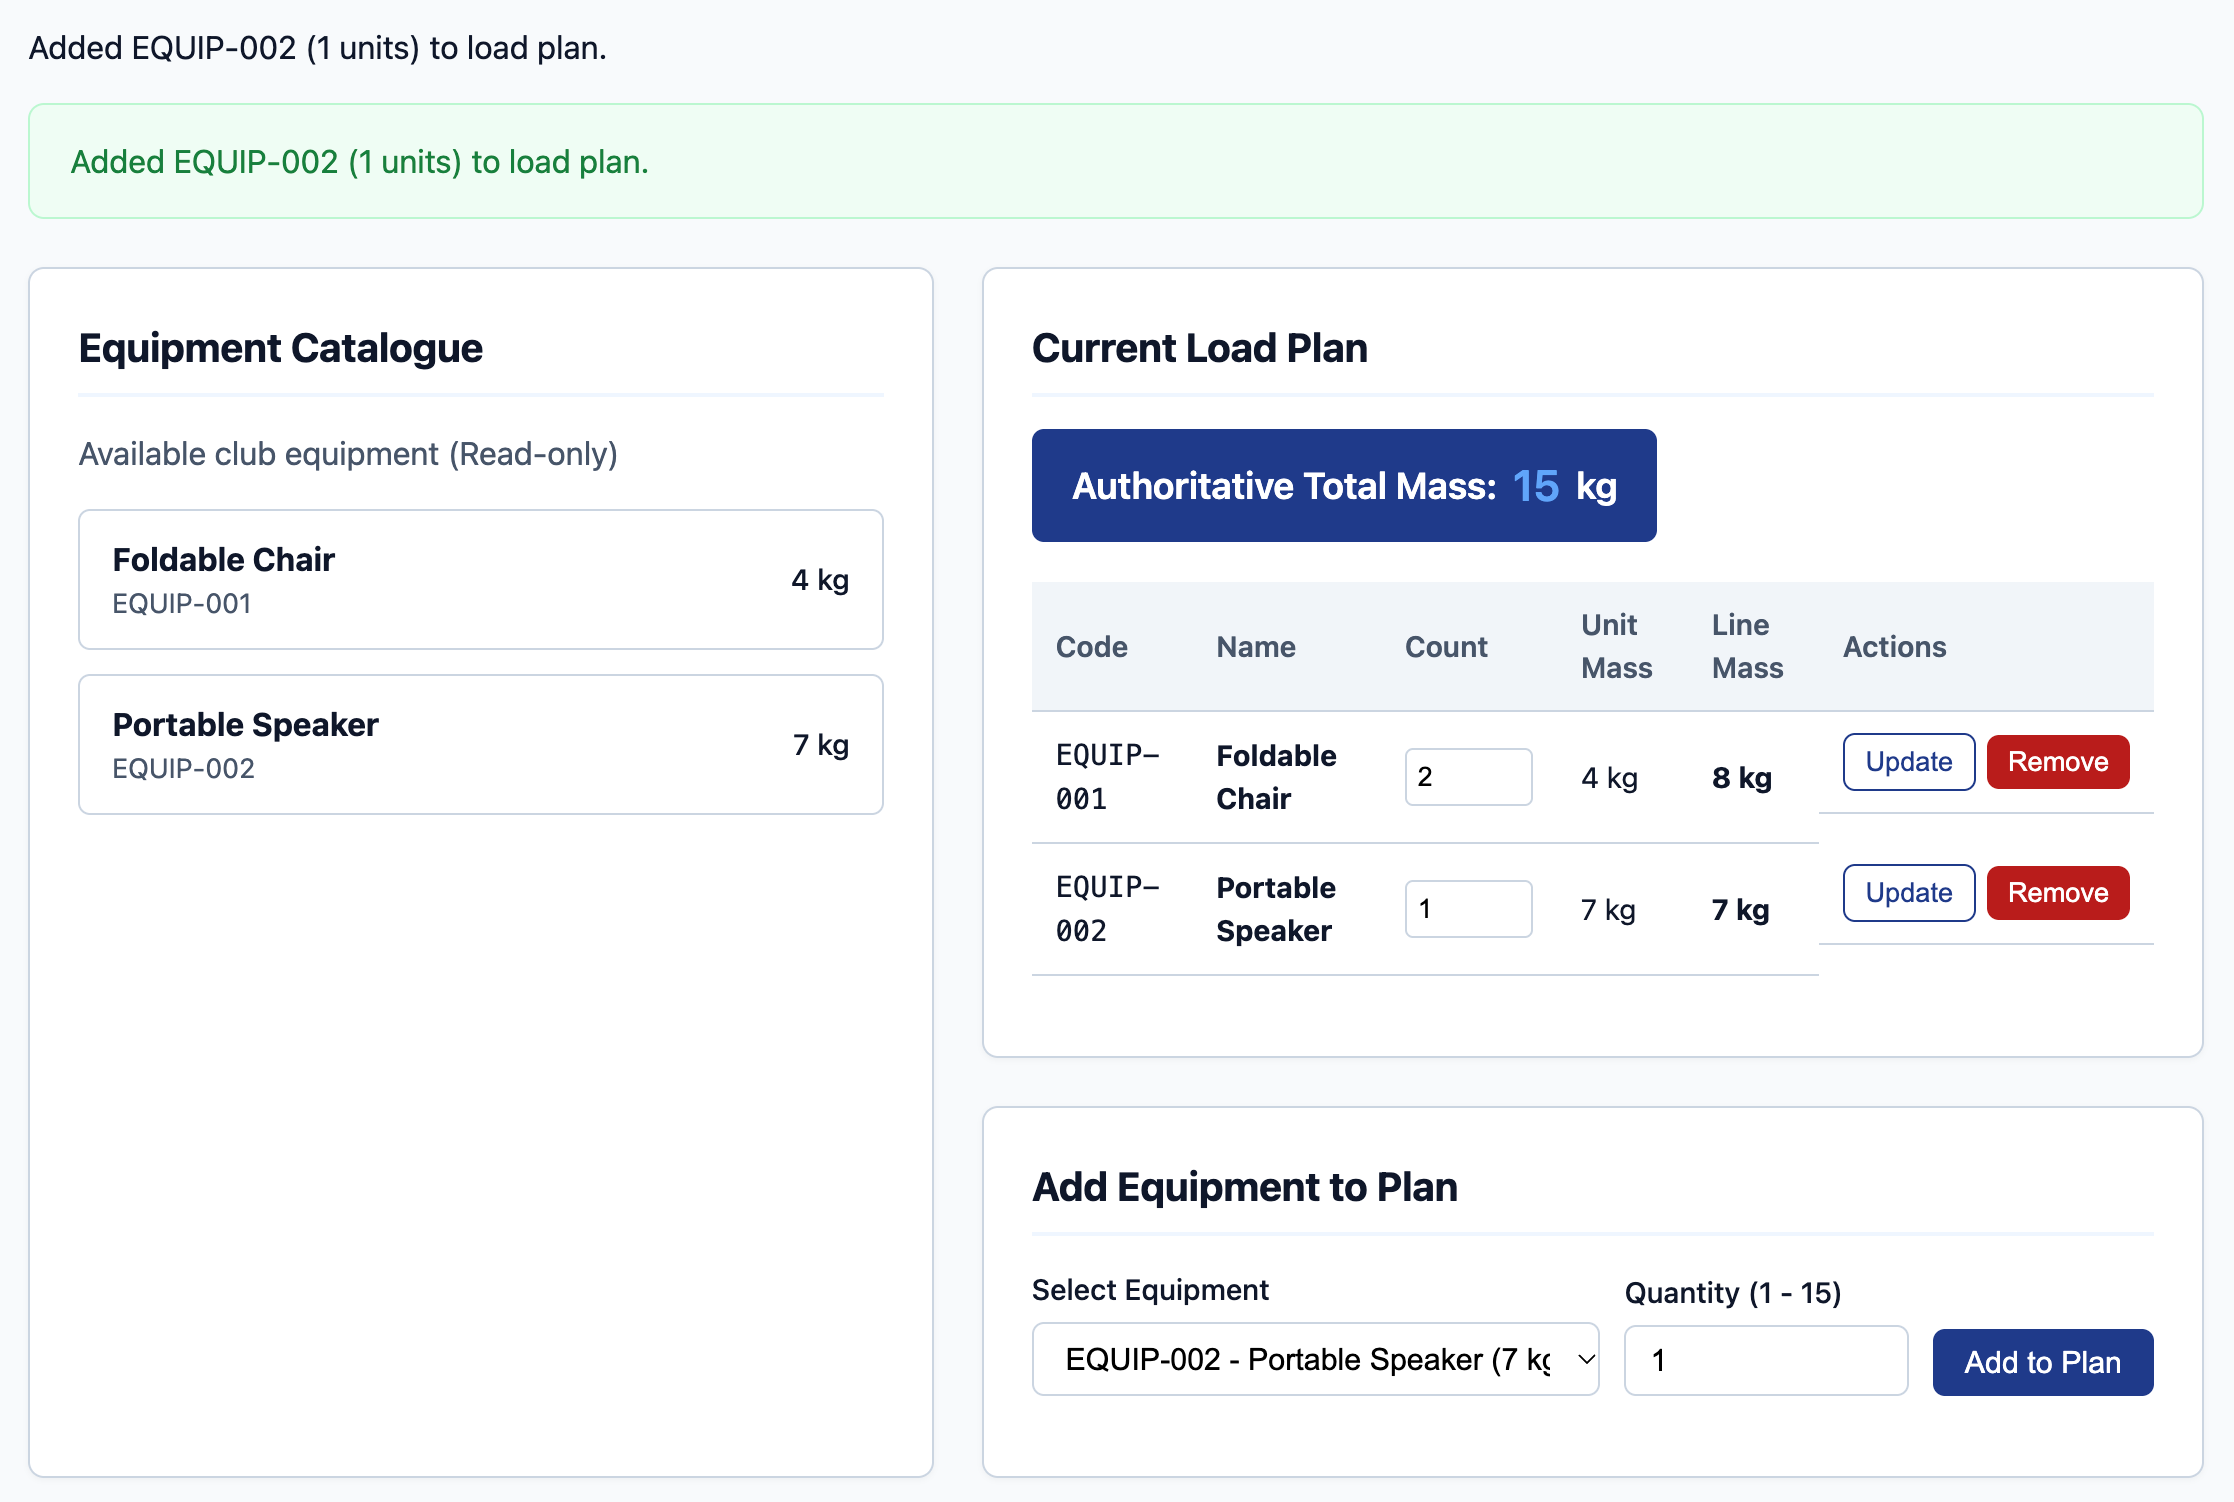 Added EQUIP-002 (1 units) to load plan.
Added EQUIP-002 (1 units) to load plan.
Equipment Catalogue
Available club equipment (Read-only)
Foldable Chair
EQUIP-001
4 kg
Portable Speaker
EQUIP-002
7 kg
Current Load Plan
Authoritative Total Mass: 15 kg
Code Name Count Unit Mass Line Mass Actions
EQUIP-001 Foldable Chair 2 4 kg 8 kg Update Remove
EQUIP-002 Portable Speaker 1 7 kg 7 kg Update Remove
Add Equipment to Plan
Select Equipment
EQUIP-002 - Portable Speaker (7 kg
Quantity (1 - 15)
1
Add to Plan